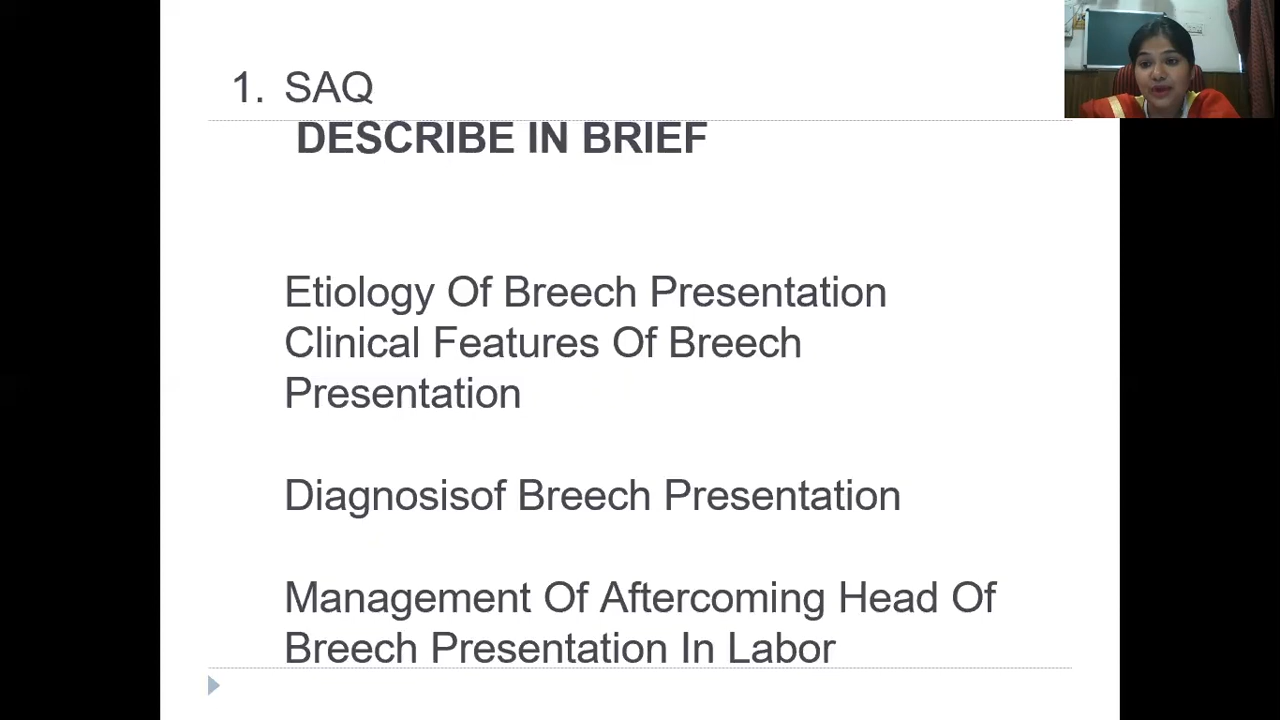 1. SAQ
DESCRIBE IN BRIEF
Etiology Of Breech Presentation
Clinical Features Of Breech
Presentation
Diagnosisof Breech Presentation
Management Of Aftercoming Head Of
Breech Presentation In Labor